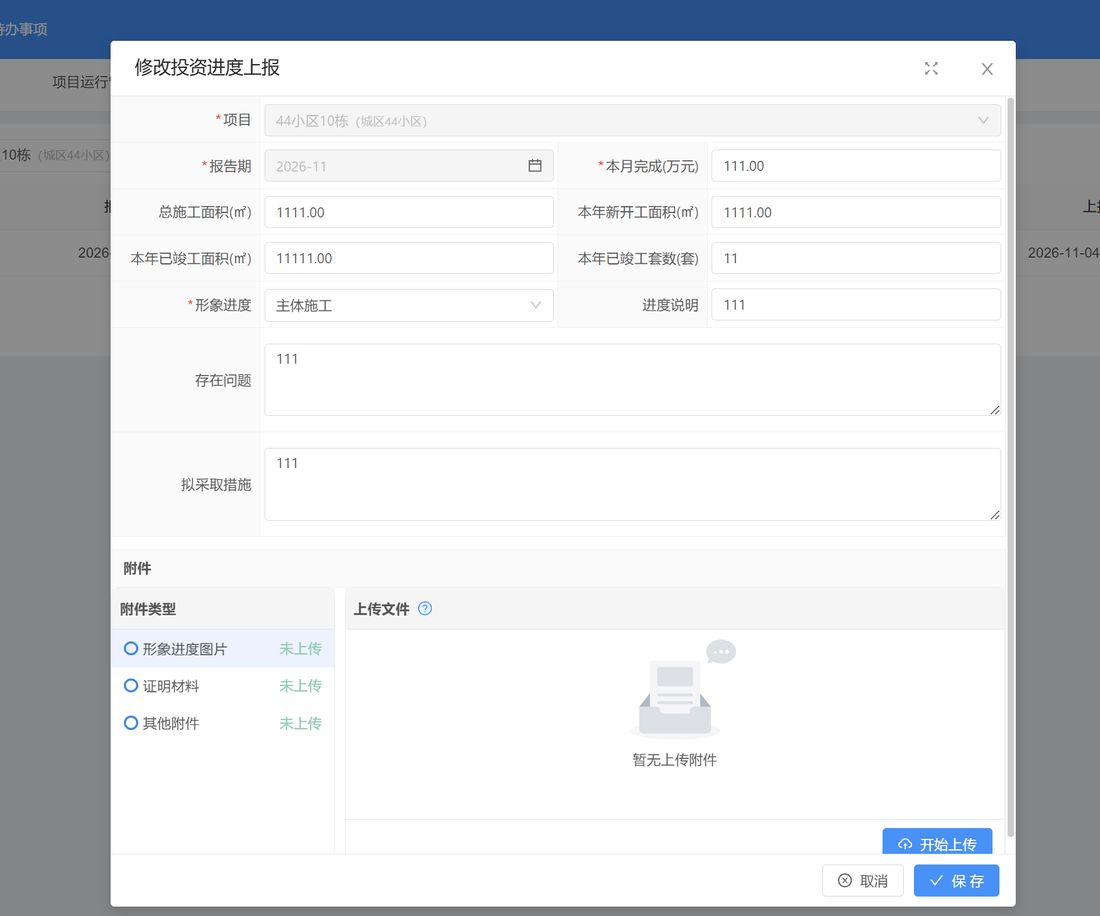 待办事项
修改投资进度上报
项目运行
10栋 (城区44小区)
*项目 44小区10栋 (城区44小区)
*报告期 2026-11 *本月完成(万元) 111.00
总施工面积(㎡) 1111.00 本年新开工面积(㎡) 1111.00
上报
2026 本年已竣工面积(㎡) 11111.00 本年已竣工套数(套) 11 2026-11-04
*形象进度 主体施工 进度说明 111
存在问题 111
拟采取措施 111
附件
附件类型 上传文件 ?
形象进度图片 未上传
证明材料 未上传
其他附件 未上传
暂无上传附件
开始上传
取消 保存